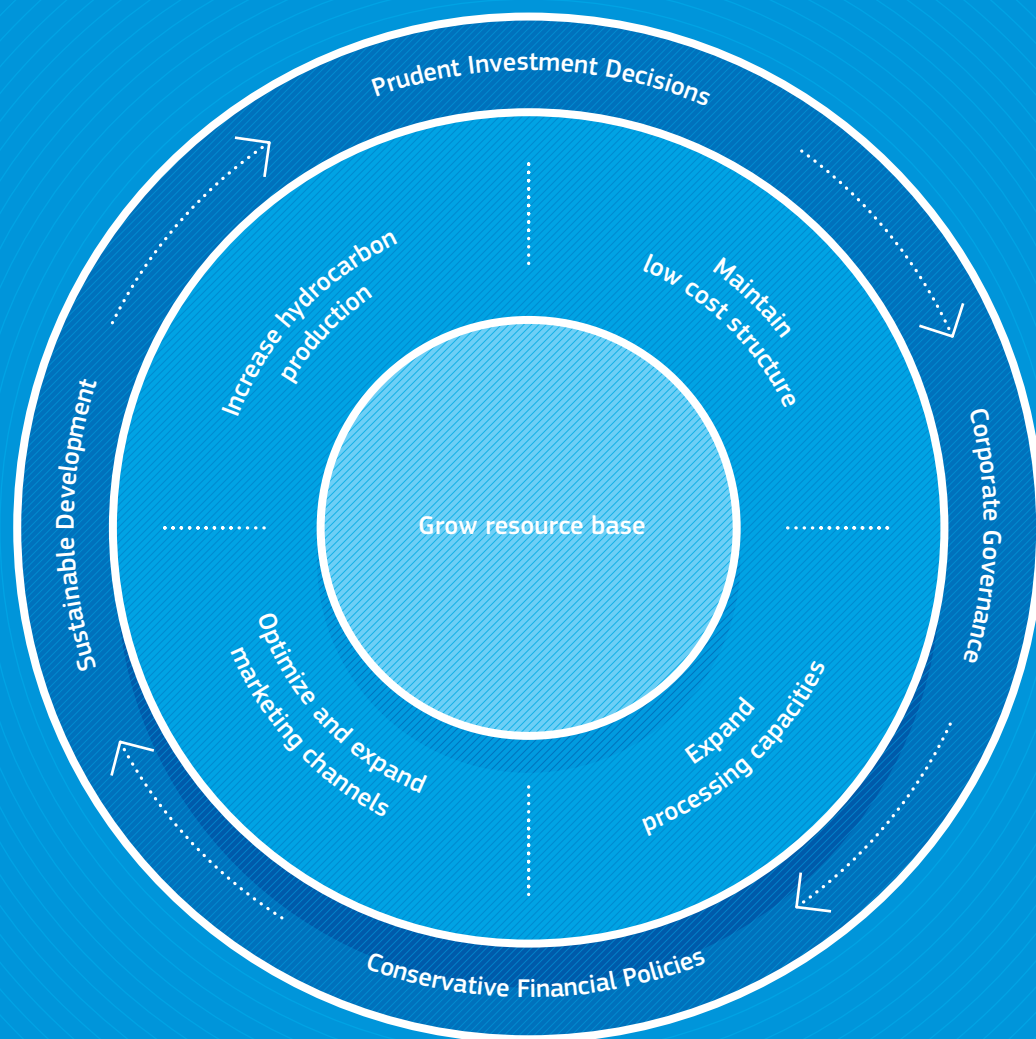 Prudent Investment Decisions
Increase hydrocarbon
production
Maintain
low cost structure
Sustainable Development
Corporate Governance
Grow resource base
Optimize and expand
marketing channels
Expand
processing capacities
Conservative Financial Policies